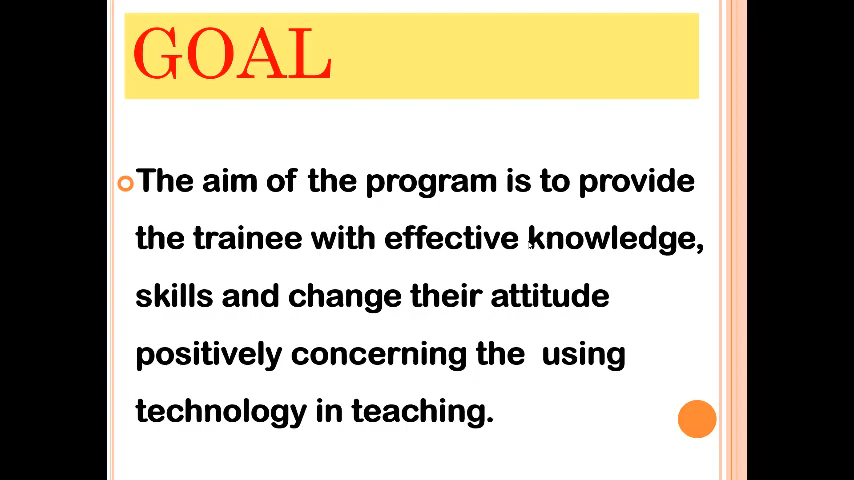 GOAL
The aim of the program is to provide
the trainee with effective knowledge,
skills and change their attitude
positively concerning the  using
technology in teaching.